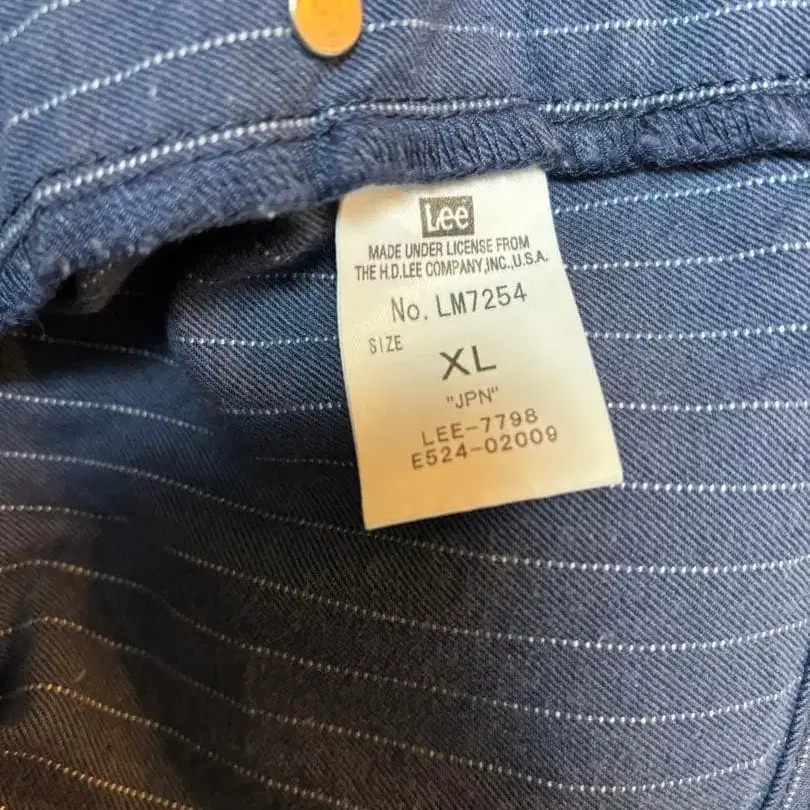 Lee
MADE UNDER LICENSE FROM
THE H.D.LEE COMPANY,INC.,U.S.A.
No. LM7254
SIZE
XL
"JPN"
LEE-7798
E524-02009